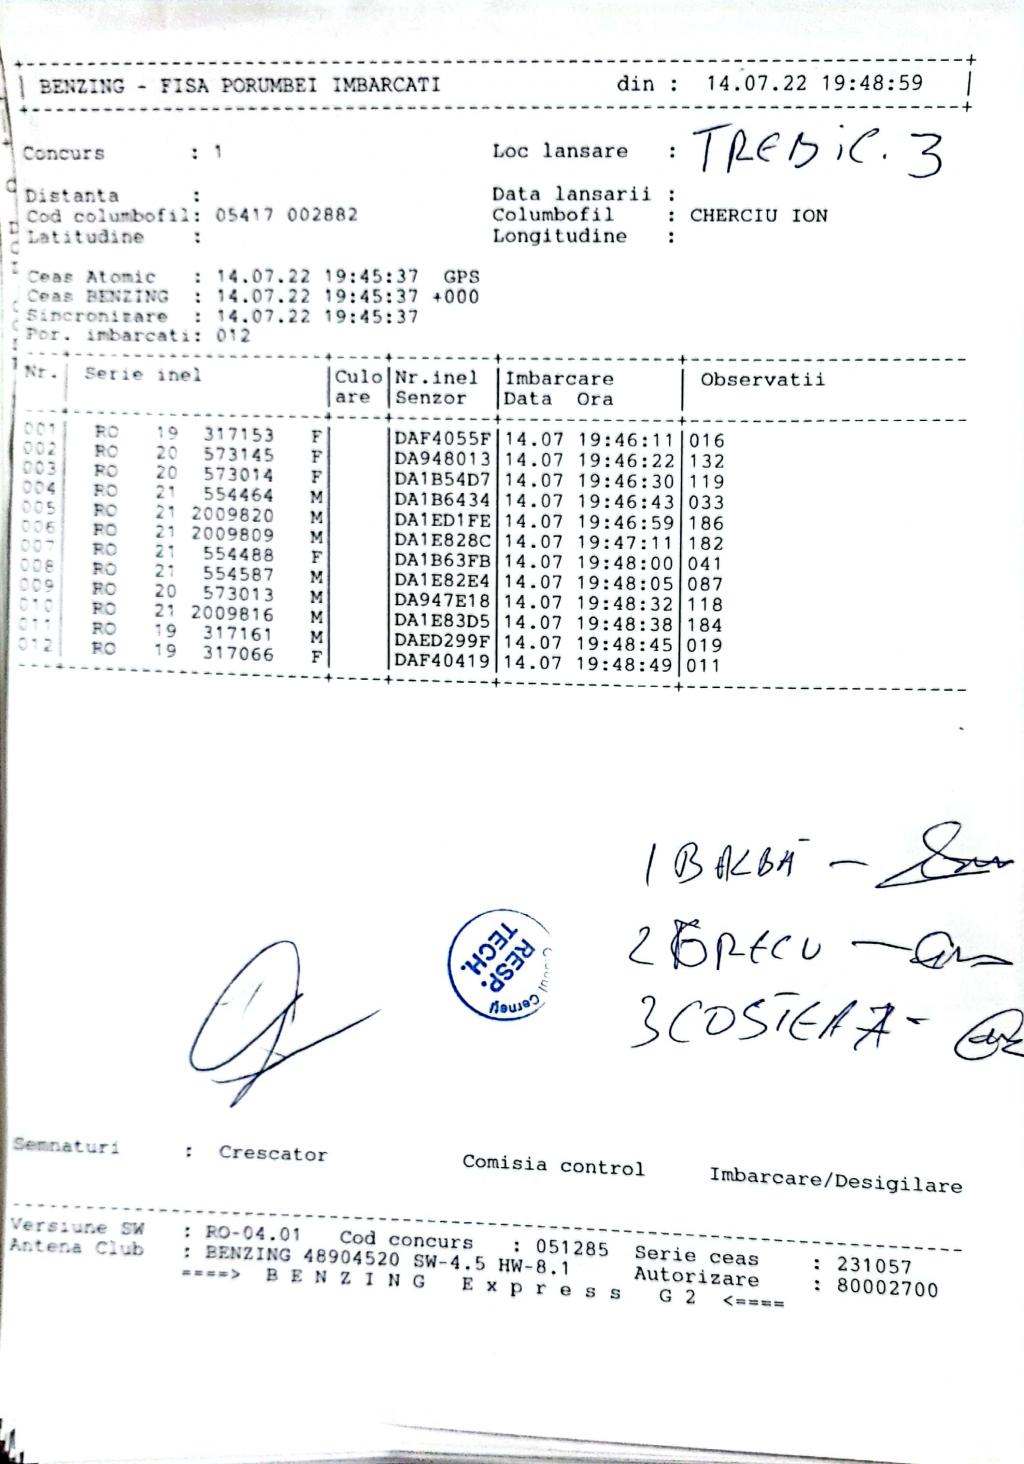 BENZING - FISA PORUMBEI IMBARCATI din : 14.07.22 19:48:59
Concurs : 1 Loc lansare : TREBIC. 3
Distanta : Data lansarii :
Cod columbofil: 05417 002882 Columbofil : CHERCIU ION
Latitudine : Longitudine :
Ceas Atomic : 14.07.22 19:45:37 GPS
Ceas BENZING : 14.07.22 19:45:37 +000
Sincronizare : 14.07.22 19:45:37
Por. imbarcati: 012
Nr. Serie inel Culo Nr.inel Imbarcare Observatii
are Senzor Data Ora
001 RO 19 317153 F DAF4055F 14.07 19:46:11 016
002 RO 20 573145 F DA948013 14.07 19:46:22 132
003 RO 20 573014 F DA1B54D7 14.07 19:46:30 119
004 RO 21 554464 M DA1B6434 14.07 19:46:43 033
005 RO 21 2009820 M DA1ED1FE 14.07 19:46:59 186
006 RO 21 2009809 M DA1E828C 14.07 19:47:11 182
007 RO 21 554488 F DA1B63FB 14.07 19:48:00 041
008 RO 21 554587 M DA1E82E4 14.07 19:48:05 087
009 RO 20 573013 M DA947E18 14.07 19:48:32 118
010 RO 21 2009816 M DA1E83D5 14.07 19:48:38 184
011 RO 19 317161 M DAED299F 14.07 19:48:45 019
012 RO 19 317066 F DAF40419 14.07 19:48:49 011
1 BALBĂ -
2 GRECU -
3 COSTEA -
RESP.
TECH.
Cerneți
Semnaturi : Crescator Comisia control Imbarcare/Desigilare
Versiune SW : RO-04.01 Cod concurs : 051285 Serie ceas : 231057
Antena Club : BENZING 48904520 SW-4.5 HW-8.1 Autorizare : 80002700
====> B E N Z I N G E x p r e s s G 2 <====